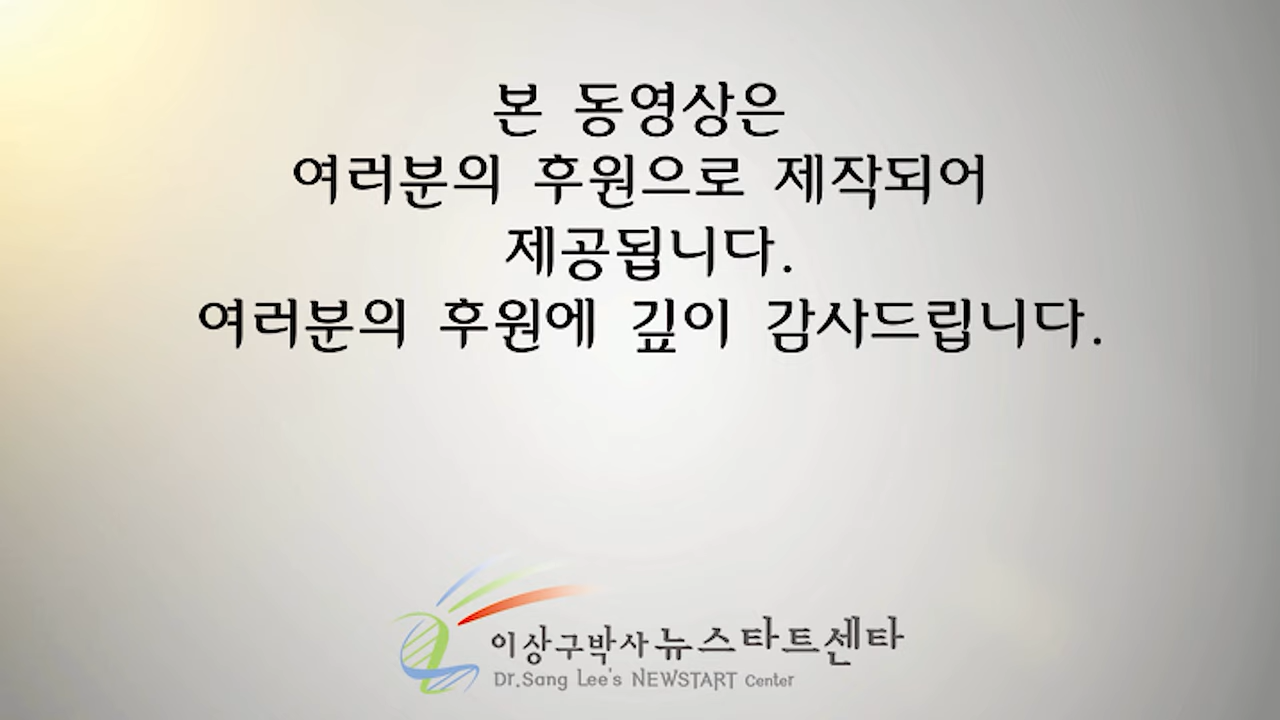 본 동영상은
여러분의 후원으로 제작되어
제공됩니다.
여러분의 후원에 깊이 감사드립니다.
이상구박사 뉴스타트센타
Dr.Sang Lee's NEWSTART Center